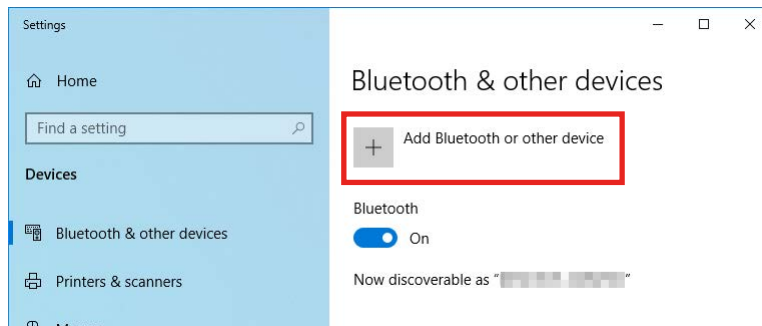 Settings
Home
Find a setting
Devices
Bluetooth & other devices
Printers & scanners
Bluetooth & other devices
Add Bluetooth or other device
Bluetooth
On
Now discoverable as “ ”